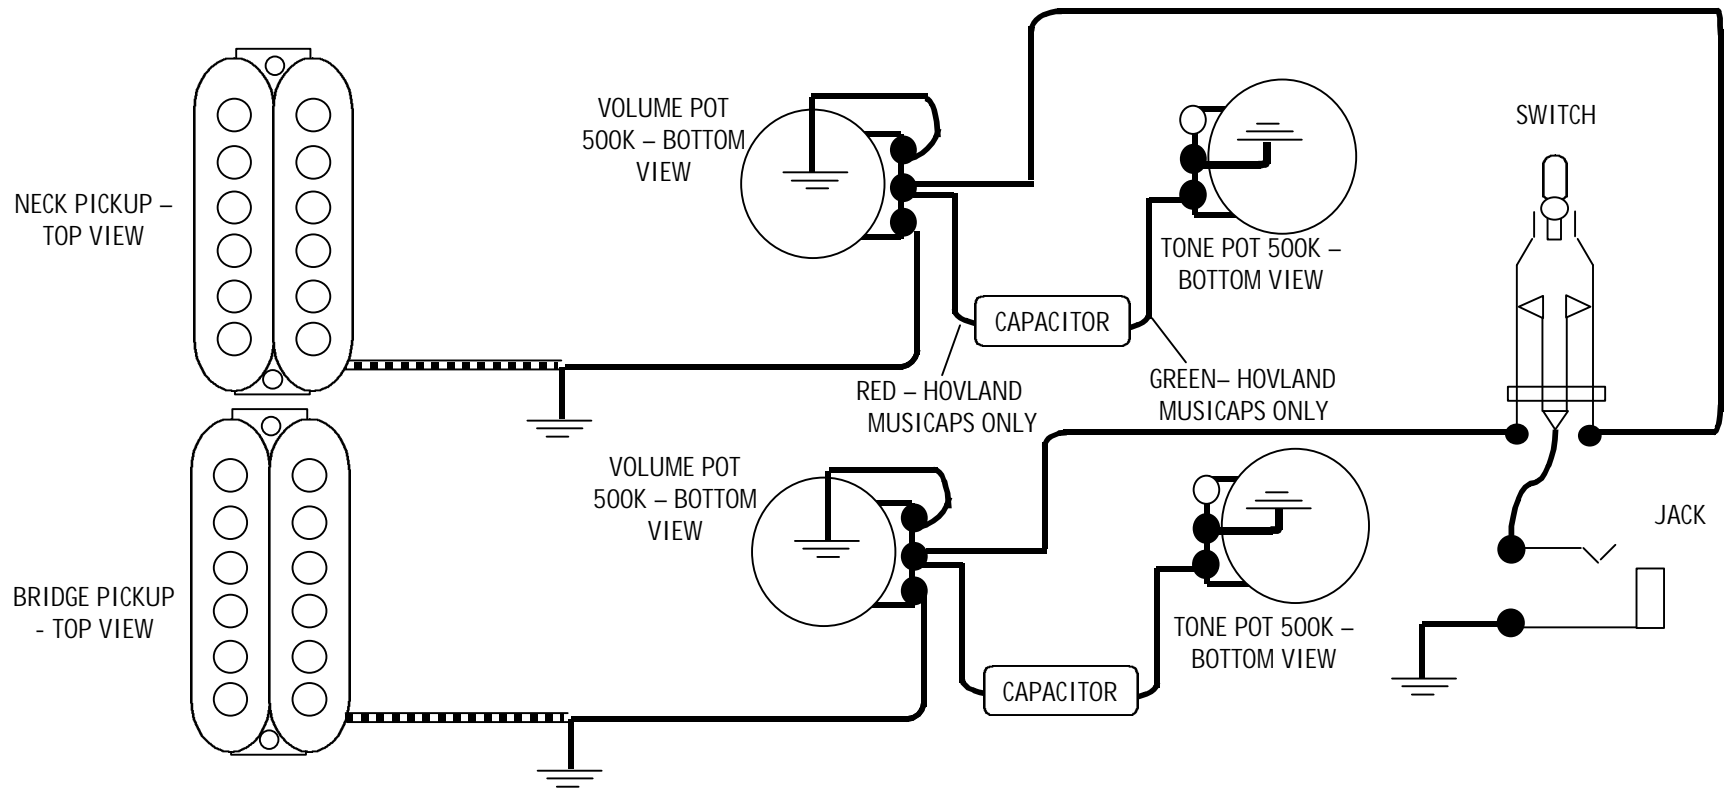 NECK PICKUP –
TOP VIEW
VOLUME POT
500K – BOTTOM
VIEW
TONE POT 500K –
BOTTOM VIEW
SWITCH
CAPACITOR
RED – HOVLAND
MUSICAPS ONLY
GREEN– HOVLAND
MUSICAPS ONLY
BRIDGE PICKUP
- TOP VIEW
VOLUME POT
500K – BOTTOM
VIEW
TONE POT 500K –
BOTTOM VIEW
CAPACITOR
JACK